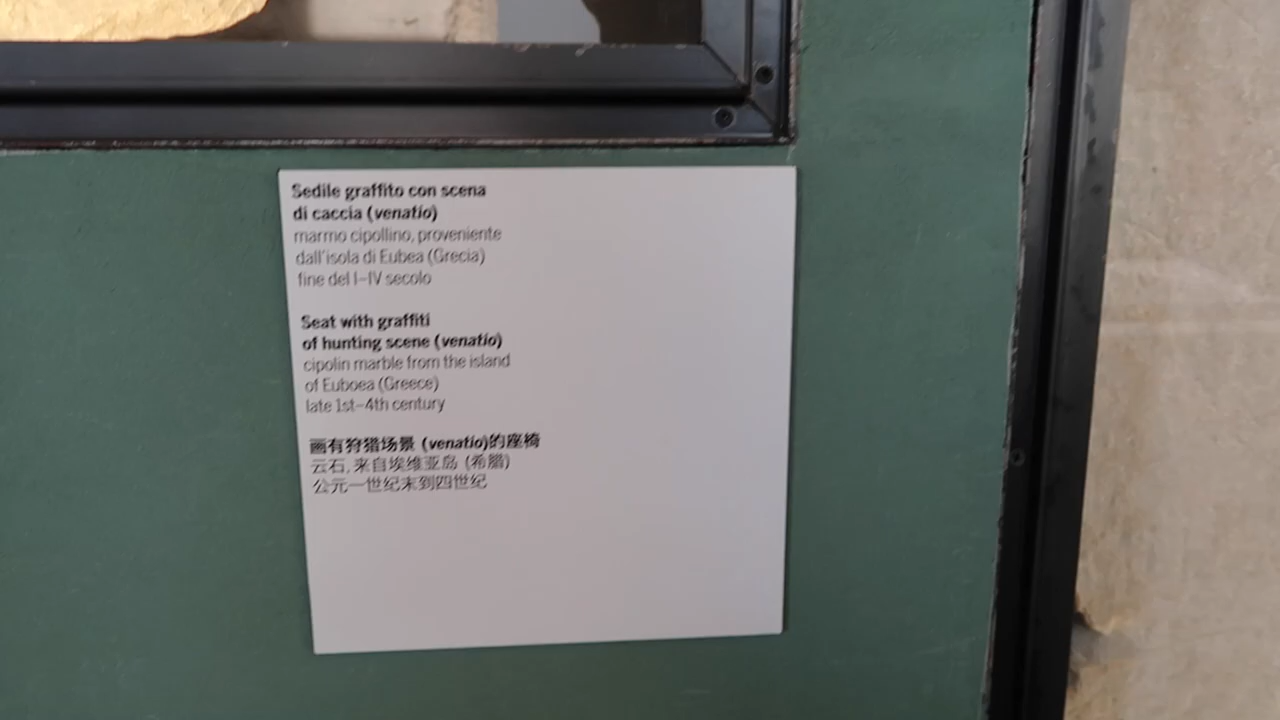 Sedile graffito con scena
di caccia (venatio)
marmo cipollino, proveniente
dall'isola di Eubea (Grecia)
fine del I–IV secolo
Seat with graffiti
of hunting scene (venatio)
cipolin marble from the island
of Euboea (Greece)
late 1st–4th century
画有狩猎场景 (venatio)的座椅
云石, 来自埃维亚岛 (希腊)
公元一世纪末到四世纪